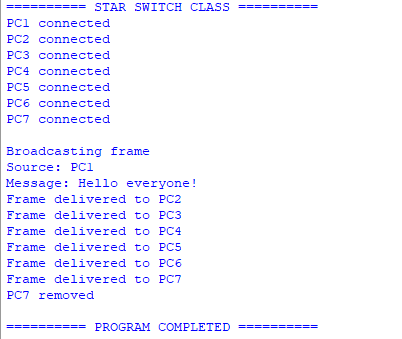 ========== STAR SWITCH CLASS ==========
PC1 connected
PC2 connected
PC3 connected
PC4 connected
PC5 connected
PC6 connected
PC7 connected

Broadcasting frame
Source: PC1
Message: Hello everyone!
Frame delivered to PC2
Frame delivered to PC3
Frame delivered to PC4
Frame delivered to PC5
Frame delivered to PC6
Frame delivered to PC7
PC7 removed

========== PROGRAM COMPLETED ==========